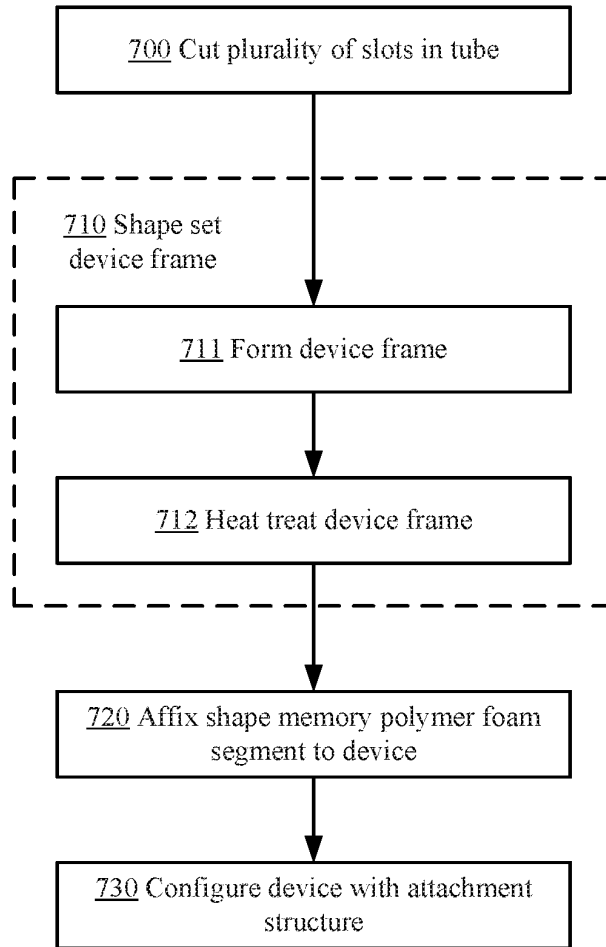 700 Cut plurality of slots in tube
710 Shape set
device frame
711 Form device frame
712 Heat treat device frame
720 Affix shape memory polymer foam
segment to device
730 Configure device with attachment
structure